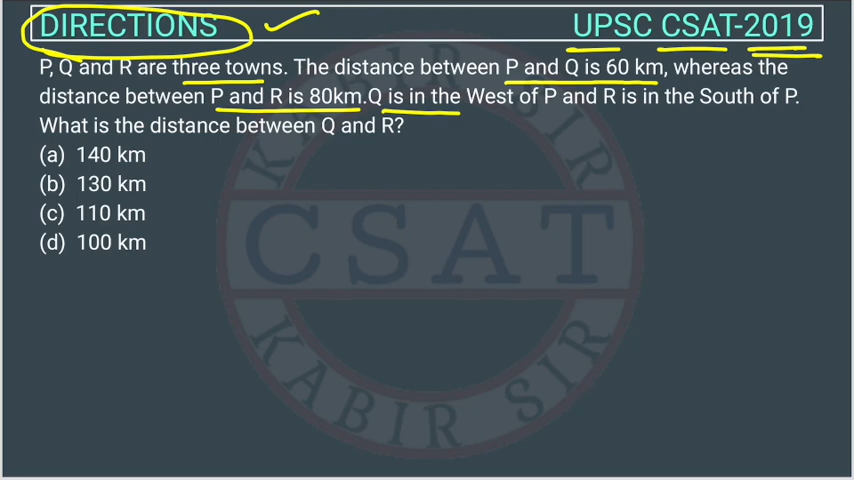 DIRECTIONS
UPSC CSAT-2019
P, Q and R are three towns. The distance between P and Q is 60 km, whereas the
distance between P and R is 80km.Q is in the West of P and R is in the South of P.
What is the distance between Q and R?
(a) 140 km
(b) 130 km
(c) 110 km
(d) 100 km
KABIR SIR
CSAT
KABIR SIR